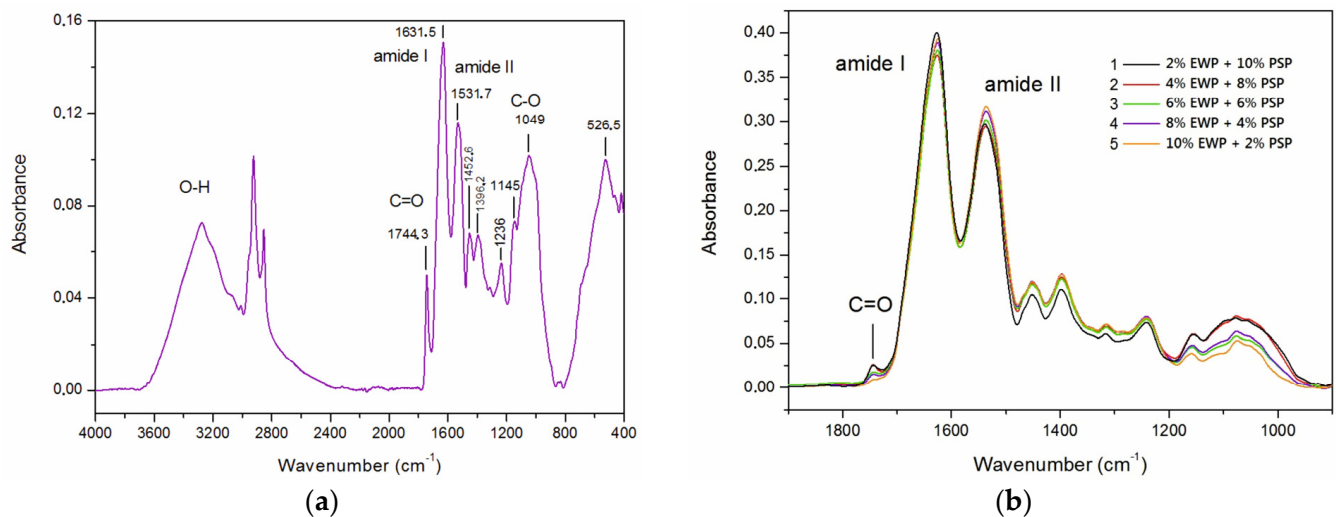 (a)
Absorbance
0.16
0.12
0.08
0.04
0.00
1631.5
amide I
amide II
1531.7
C-O
1049
526.5
1452.6
1396.2
1145
1236
O-H
C=O
1744.3
4000 3600 3200 2800 2400 2000 1600 1200 800 400
Wavenumber (cm⁻¹)
(a)
b)
Absorbance
0.40
0.35
0.30
0.25
0.20
0.15
0.10
0.05
0.00
amide I
amide II
1 2% EWP + 10% PSP
2 4% EWP + 8% PSP
3 6% EWP + 6% PSP
4 8% EWP + 4% PSP
5 10% EWP + 2% PSP
C=O
1800 1600 1400 1200 1000
Wavenumber (cm⁻¹)
(b)